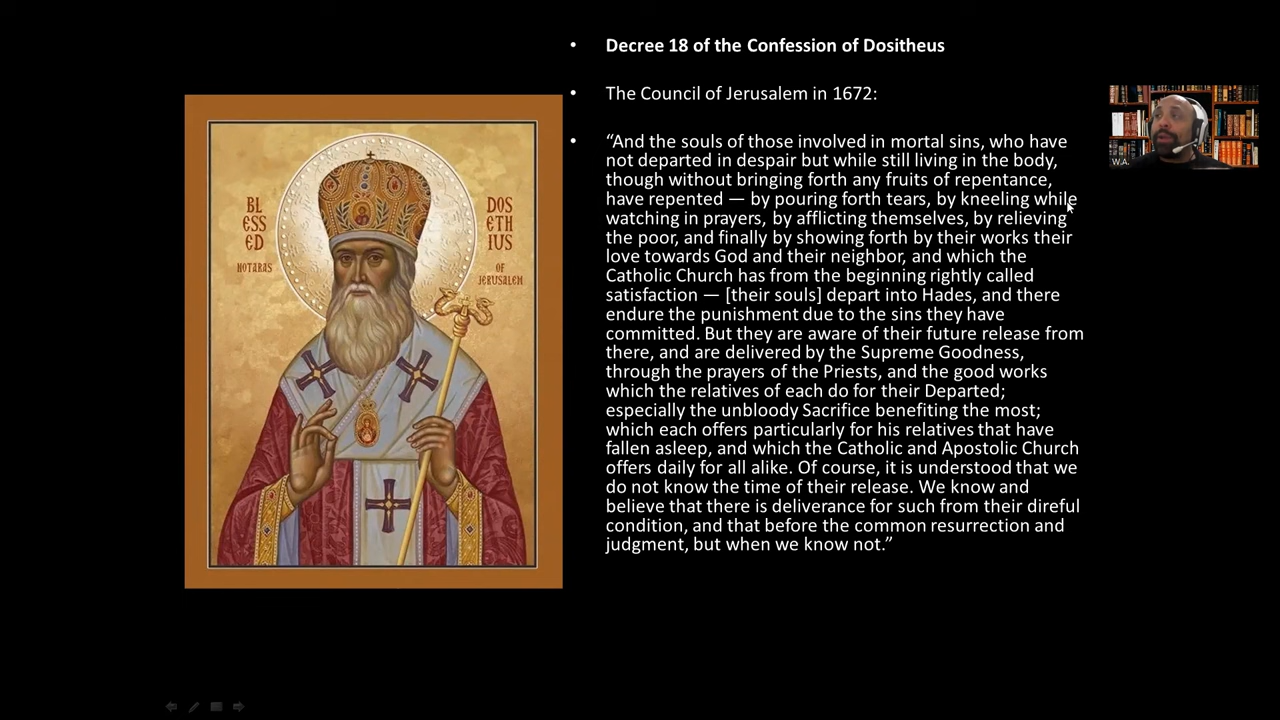 Decree 18 of the Confession of Dositheus
The Council of Jerusalem in 1672:
“And the souls of those involved in mortal sins, who have
not departed in despair but while still living in the body,
though without bringing forth any fruits of repentance,
have repented — by pouring forth tears, by kneeling while
watching in prayers, by afflicting themselves, by relieving
the poor, and finally by showing forth by their works their
love towards God and their neighbor, and which the
Catholic Church has from the beginning rightly called
satisfaction — [their souls] depart into Hades, and there
endure the punishment due to the sins they have
committed. But they are aware of their future release from
there, and are delivered by the Supreme Goodness,
through the prayers of the Priests, and the good works
which the relatives of each do for their Departed;
especially the unbloody Sacrifice benefiting the most;
which each offers particularly for his relatives that have
fallen asleep, and which the Catholic and Apostolic Church
offers daily for all alike. Of course, it is understood that we
do not know the time of their release. We know and
believe that there is deliverance for such from their direful
condition, and that before the common resurrection and
judgment, but when we know not.”
BL
ESS
ED
NOTARAS
DOS
ETH
IUS
OF
JERUSALEM
W.A.